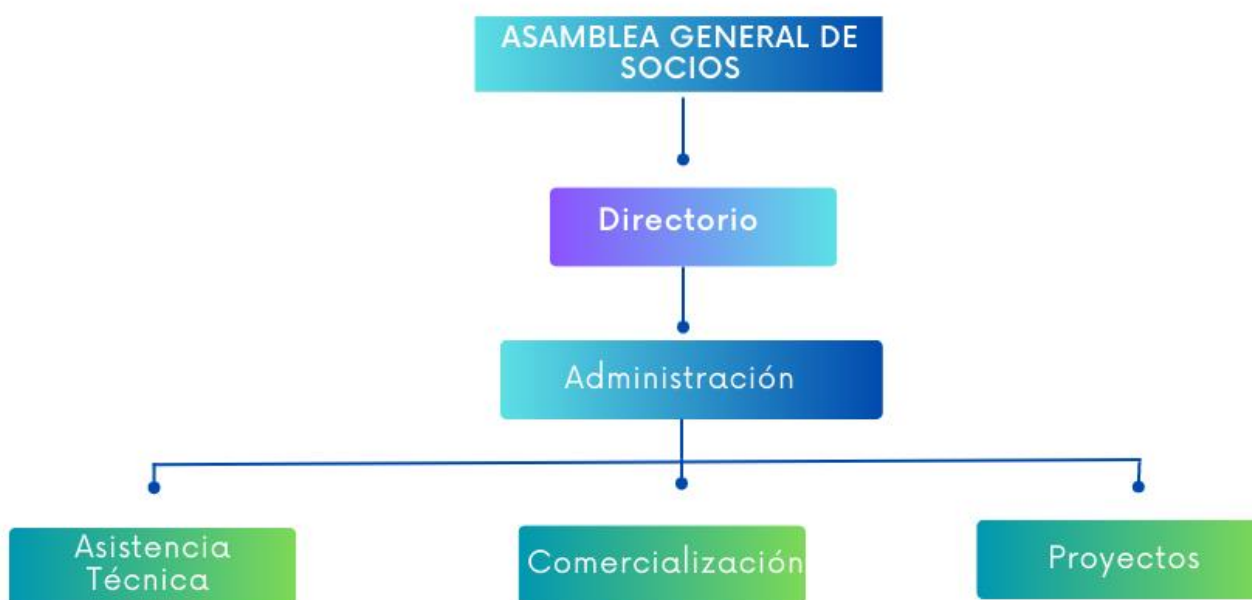 ASAMBLEA GENERAL DE
SOCIOS
Directorio
Administración
Asistencia
Técnica
Comercialización
Proyectos